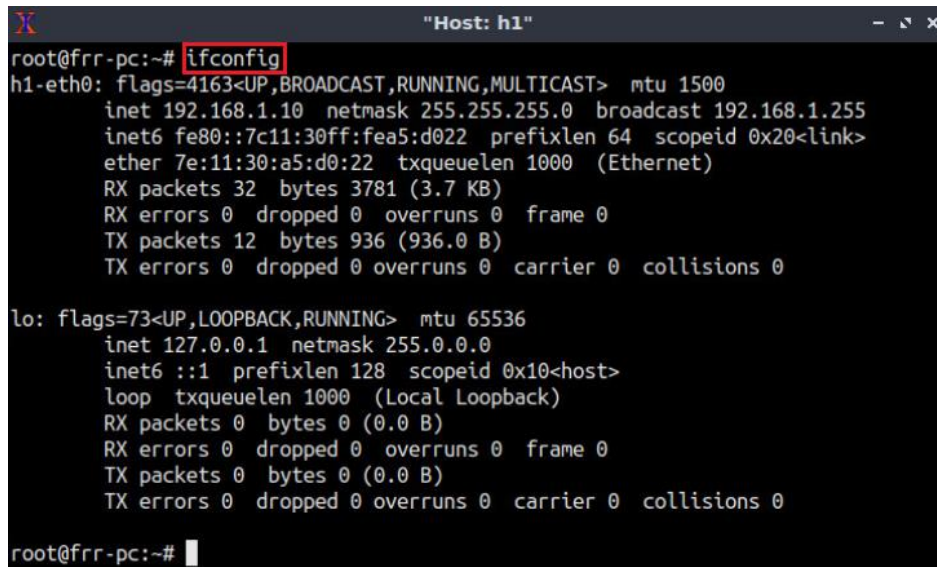 "Host: h1"
root@frr-pc:~# ifconfig
h1-eth0: flags=4163<UP,BROADCAST,RUNNING,MULTICAST>  mtu 1500
        inet 192.168.1.10  netmask 255.255.255.0  broadcast 192.168.1.255
        inet6 fe80::7c11:30ff:fea5:d022  prefixlen 64  scopeid 0x20<link>
        ether 7e:11:30:a5:d0:22  txqueuelen 1000  (Ethernet)
        RX packets 32  bytes 3781 (3.7 KB)
        RX errors 0  dropped 0  overruns 0  frame 0
        TX packets 12  bytes 936 (936.0 B)
        TX errors 0  dropped 0 overruns 0  carrier 0  collisions 0

lo: flags=73<UP,LOOPBACK,RUNNING>  mtu 65536
        inet 127.0.0.1  netmask 255.0.0.0
        inet6 ::1  prefixlen 128  scopeid 0x10<host>
        loop  txqueuelen 1000  (Local Loopback)
        RX packets 0  bytes 0 (0.0 B)
        RX errors 0  dropped 0  overruns 0  frame 0
        TX packets 0  bytes 0 (0.0 B)
        TX errors 0  dropped 0 overruns 0  carrier 0  collisions 0

root@frr-pc:~#